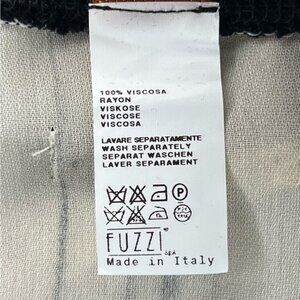 100% VISCOSA
RAYON
VISKOSE
VISCOSE
VISCOSA
LAVARE SEPARATAMENTE
WASH SEPARATELY
SEPARAT WASCHEN
LAVER SEPARAMENT
P
FUZZI
Made in Italy